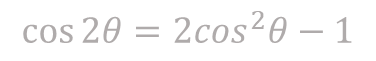 cos 2θ = 2cos²θ − 1